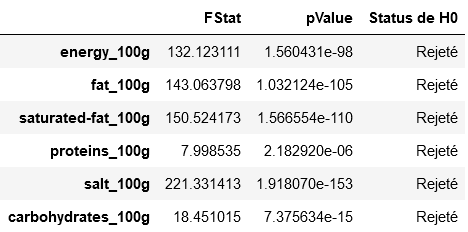 FStat pValue Status de H0
energy_100g 132.123111 1.560431e-98 Rejeté
fat_100g 143.063798 1.032124e-105 Rejeté
saturated-fat_100g 150.524173 1.566554e-110 Rejeté
proteins_100g 7.998535 2.182920e-06 Rejeté
salt_100g 221.331413 1.918070e-153 Rejeté
carbohydrates_100g 18.451015 7.375634e-15 Rejeté